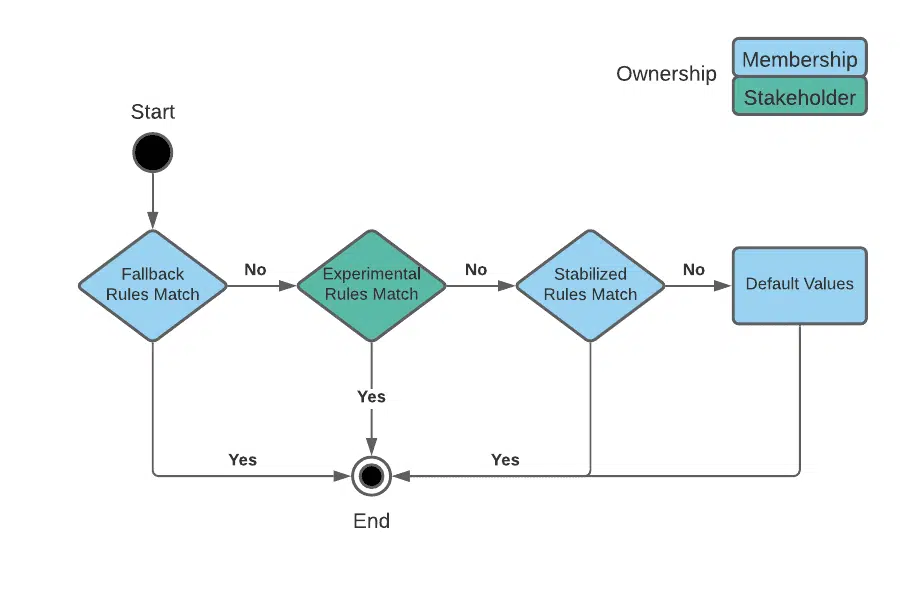 Ownership
Membership
Stakeholder
Start
Fallback
Rules Match
No
Experimental
Rules Match
No
Stabilized
Rules Match
No
Default Values
Yes
Yes
Yes
End